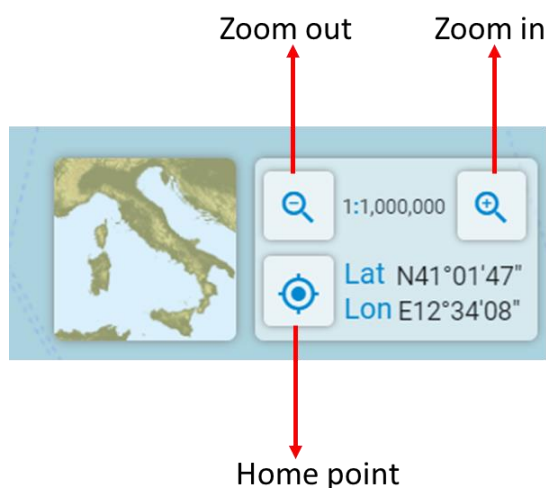 Zoom out
Zoom in
1:1,000,000
Lat N41°01'47"
Lon E12°34'08"
Home point